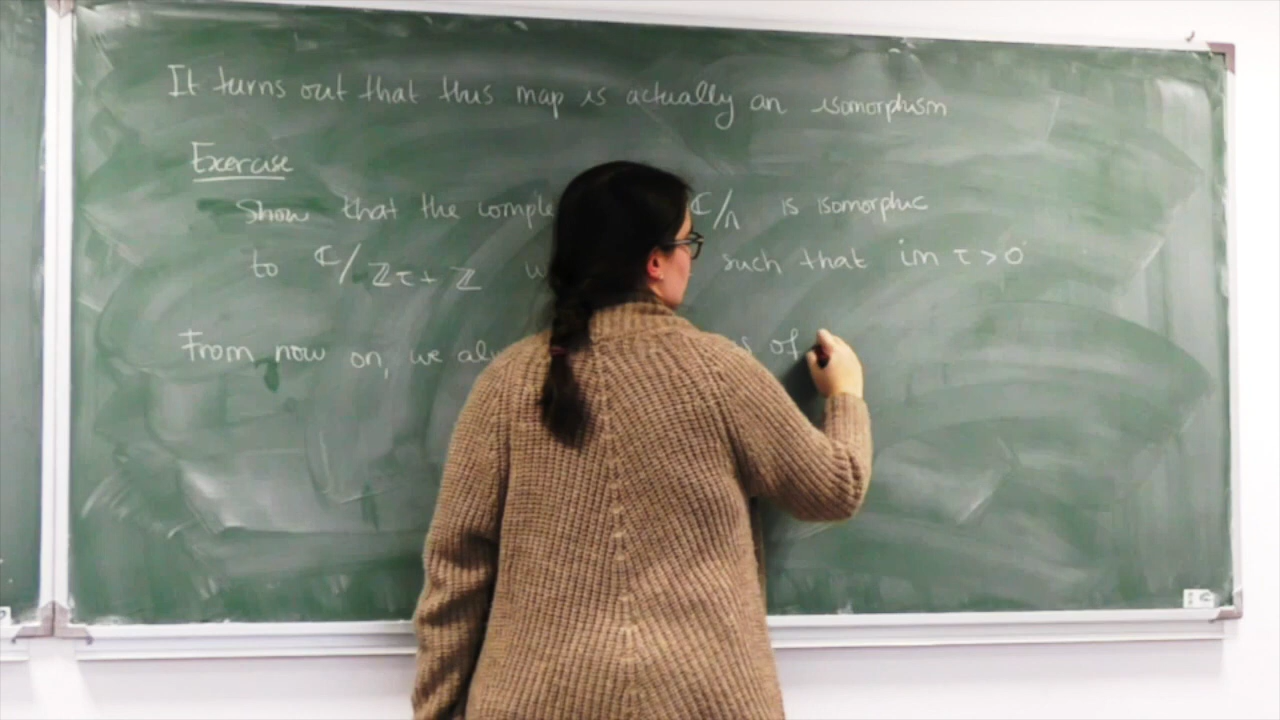 It turns out that this map is actually an isomorphism
Exercise
Show that the comple ℂ/Λ is isomorphic
to ℂ/ℤτ+ℤ w such that im τ > 0
From now on, we al of